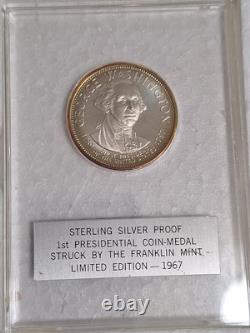 GEORGE WASHINGTON
STERLING SILVER PROOF
1st PRESIDENTIAL COIN-MEDAL
STRUCK BY THE FRANKLIN MINT
LIMITED EDITION — 1967